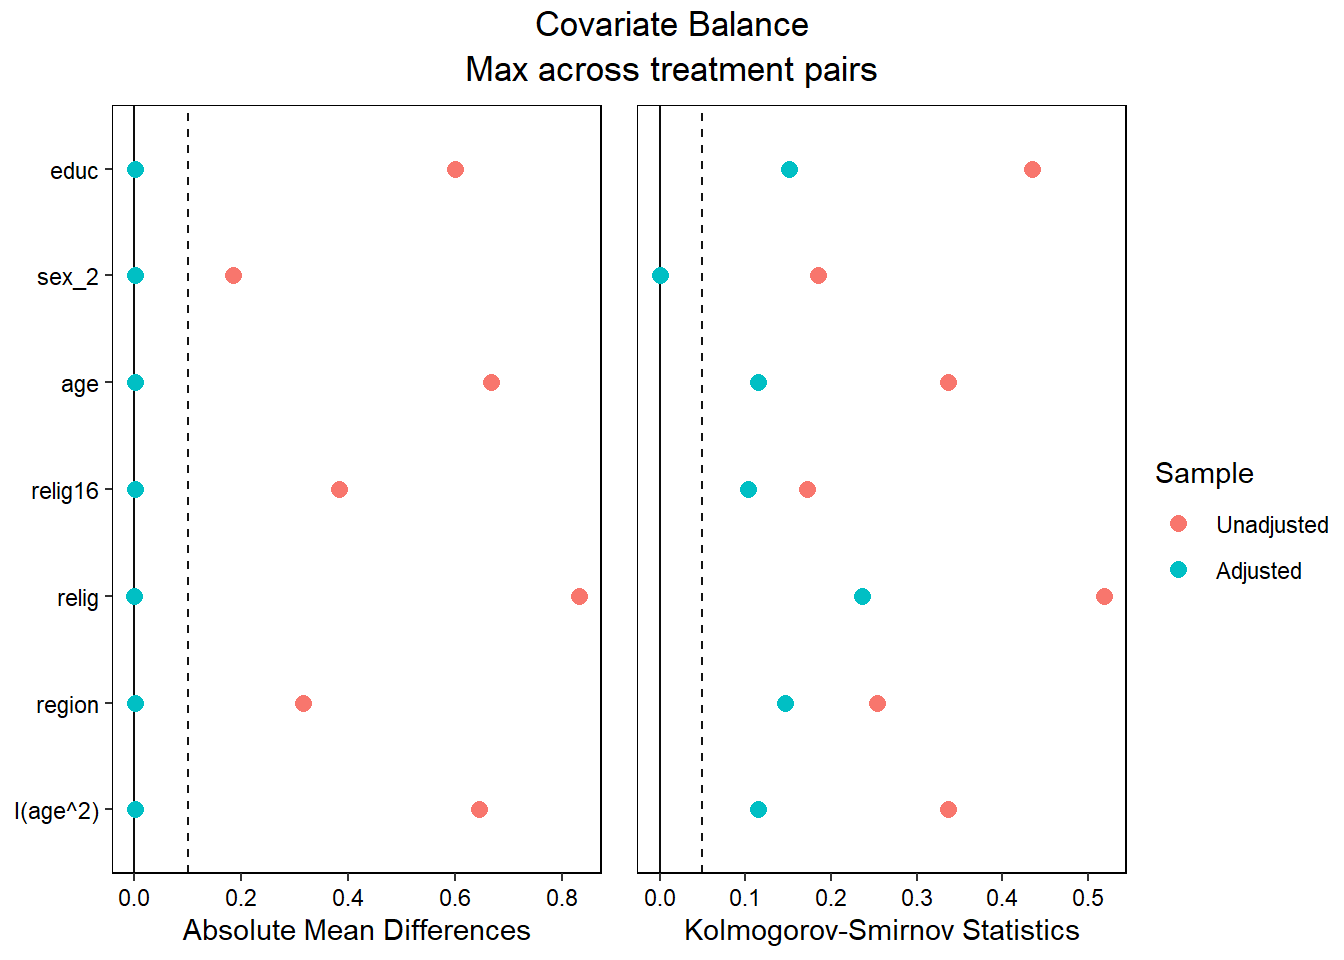 Covariate Balance
Max across treatment pairs
educ
sex_2
age
relig16
relig
region
I(age^2)
0.0 0.2 0.4 0.6 0.8
Absolute Mean Differences
0.0 0.1 0.2 0.3 0.4 0.5
Kolmogorov-Smirnov Statistics
Sample
Unadjusted
Adjusted